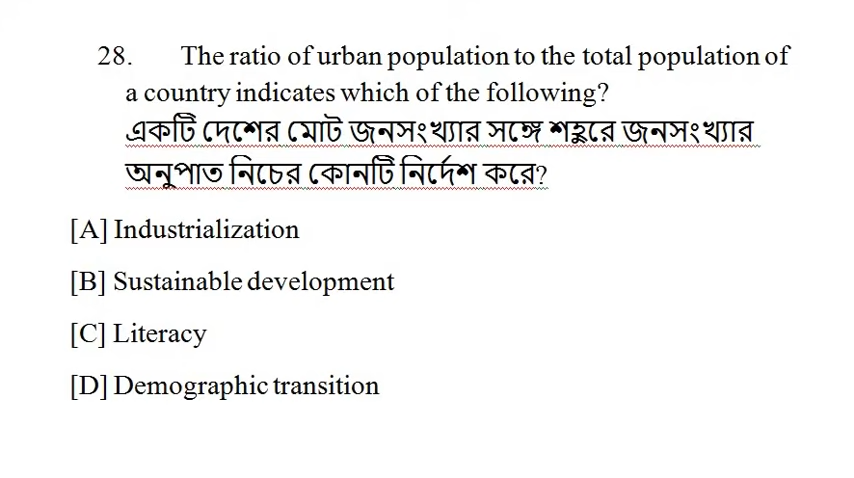 28. The ratio of urban population to the total population of
a country indicates which of the following?
একটি দেশের মোট জনসংখ্যার সঙ্গে শহুরে জনসংখ্যার
অনুপাত নিচের কোনটি নির্দেশ করে?
[A] Industrialization
[B] Sustainable development
[C] Literacy
[D] Demographic transition